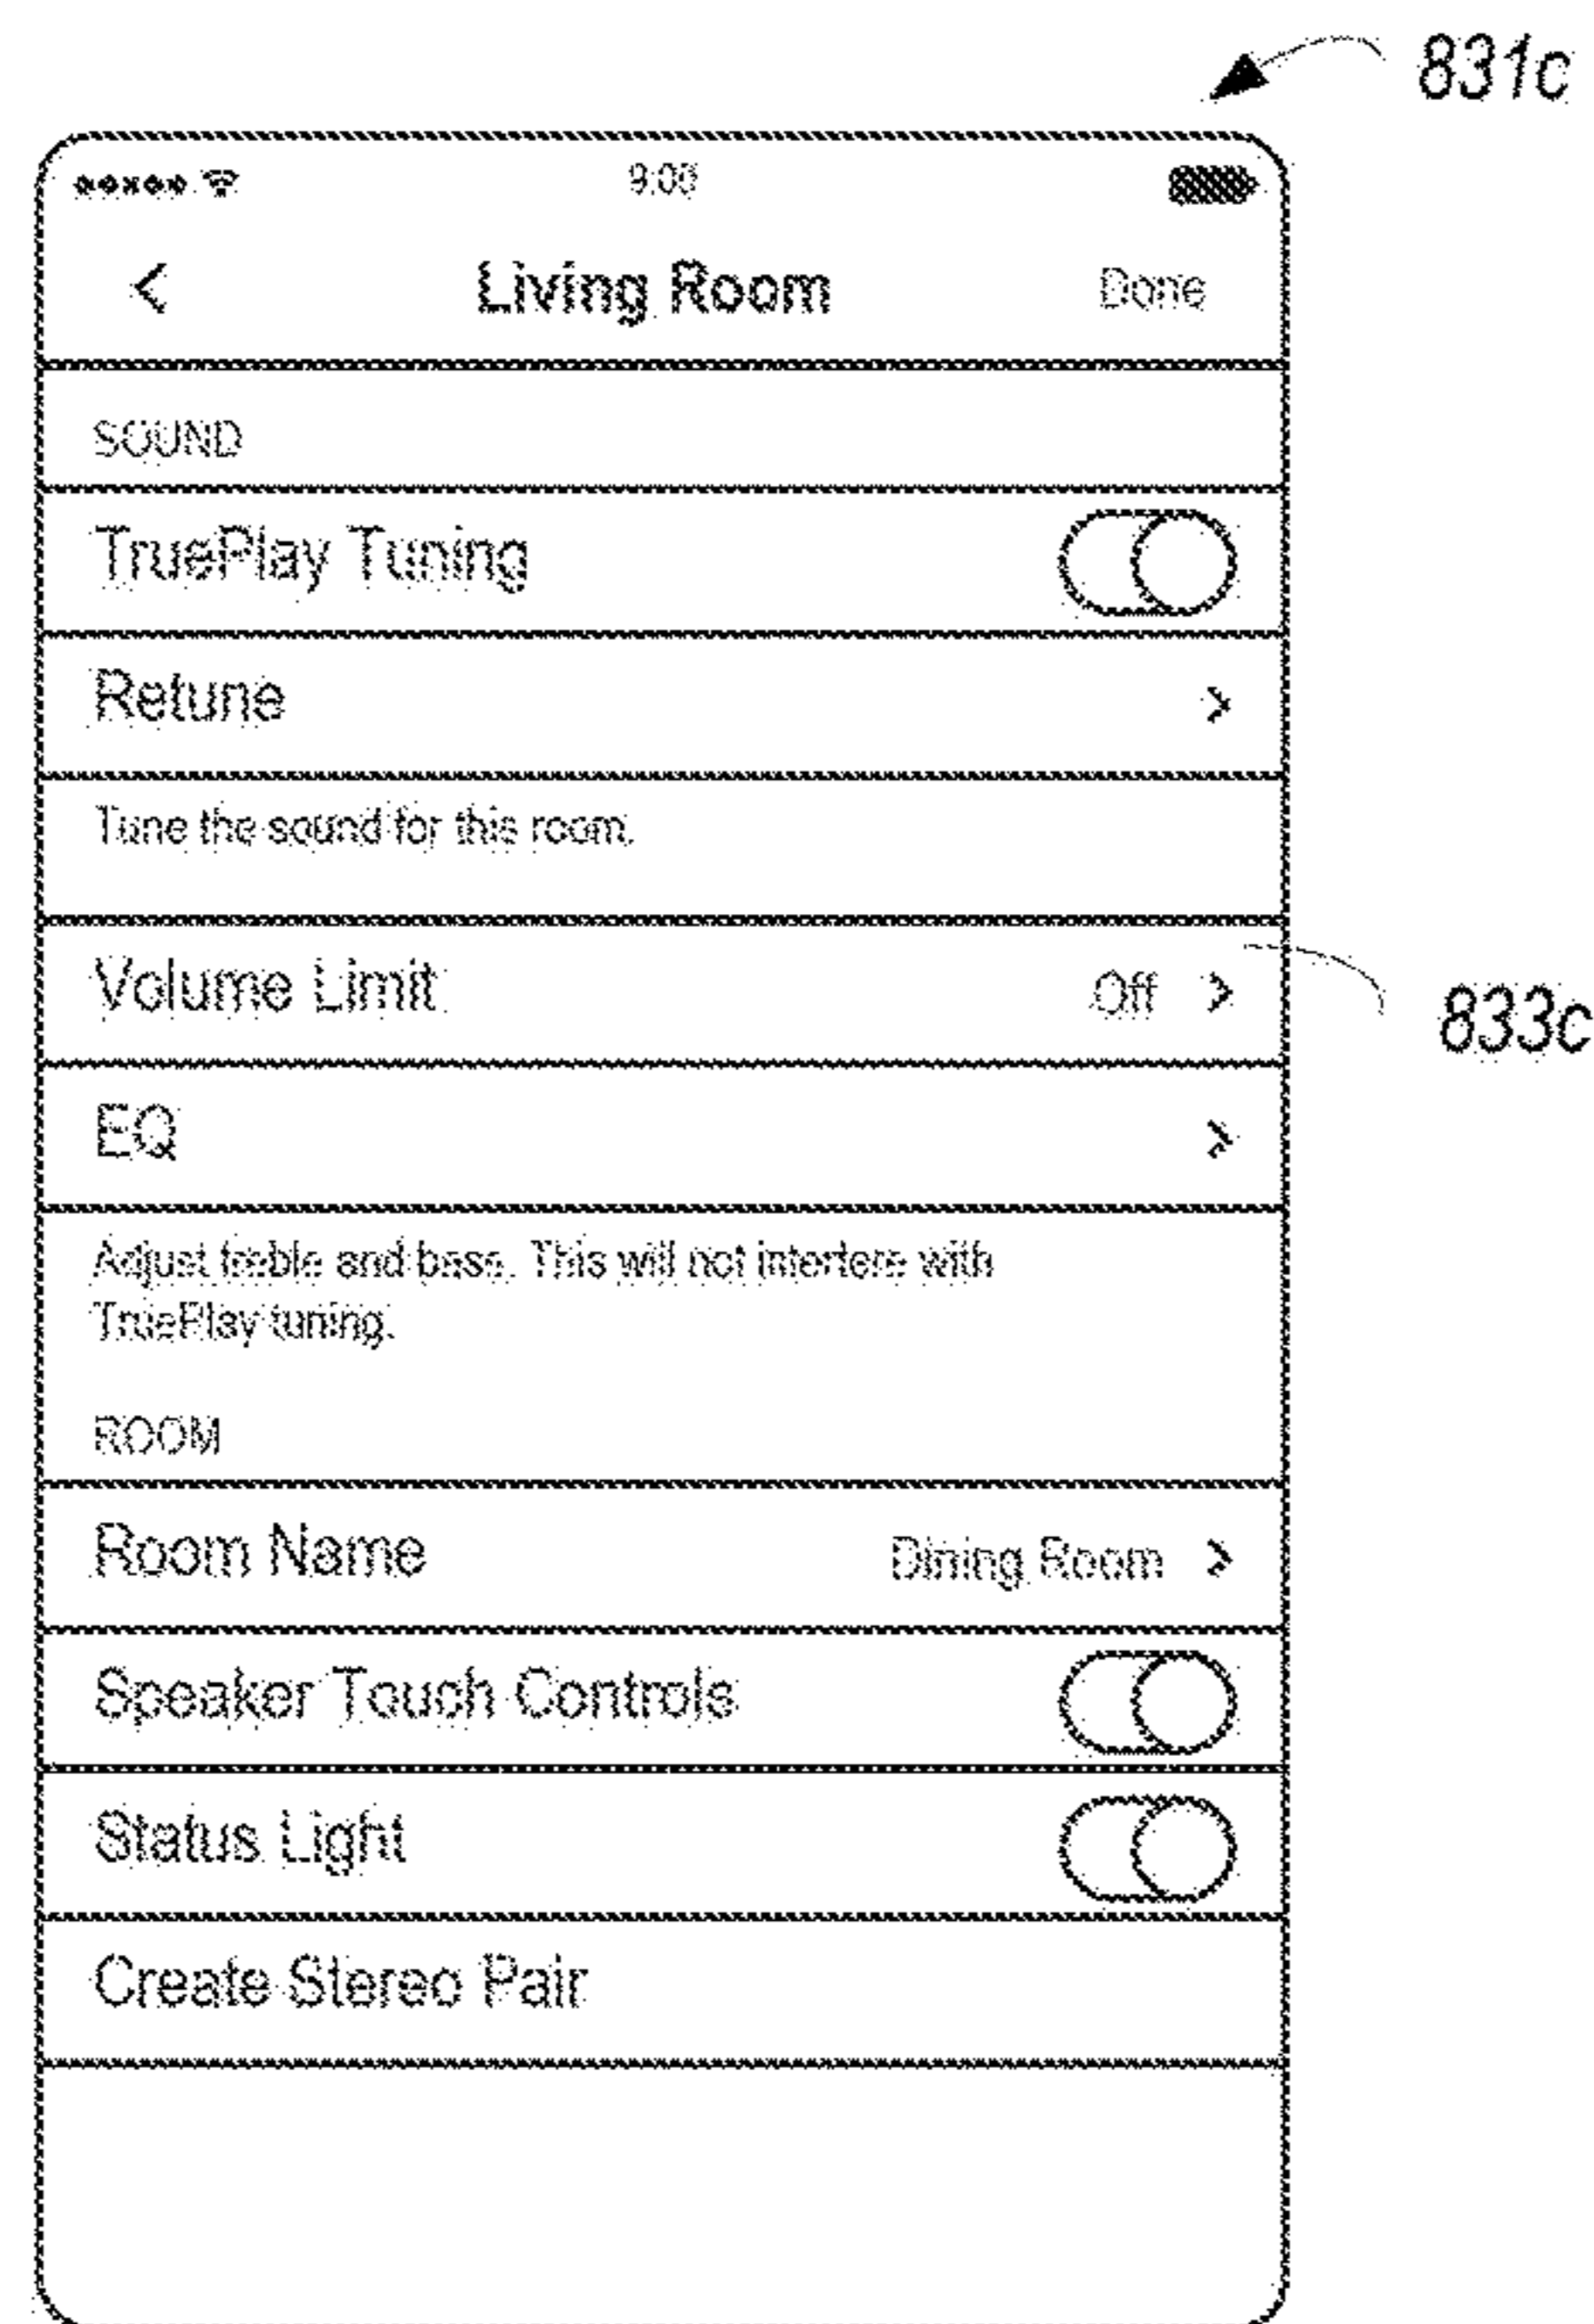 831c
9:00
< Living Room Done
SOUND
TruePlay Tuning
Retune >
Tune the sound for this room.
Volume Limit Off >
833c
EQ >
Adjust treble and base. This will not interfere with
TruePlay tuning.
ROOM
Room Name Dining Room >
Speaker Touch Controls
Status Light
Create Stereo Pair